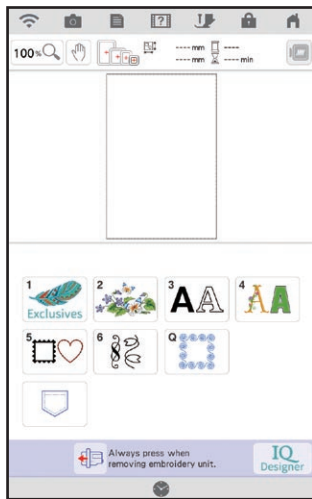 100%
---- mm ----
---- mm ---- min
1 2 3 4
Exclusives A A A A
5 6 Q
Always press when
removing embroidery unit.
IQ
Designer